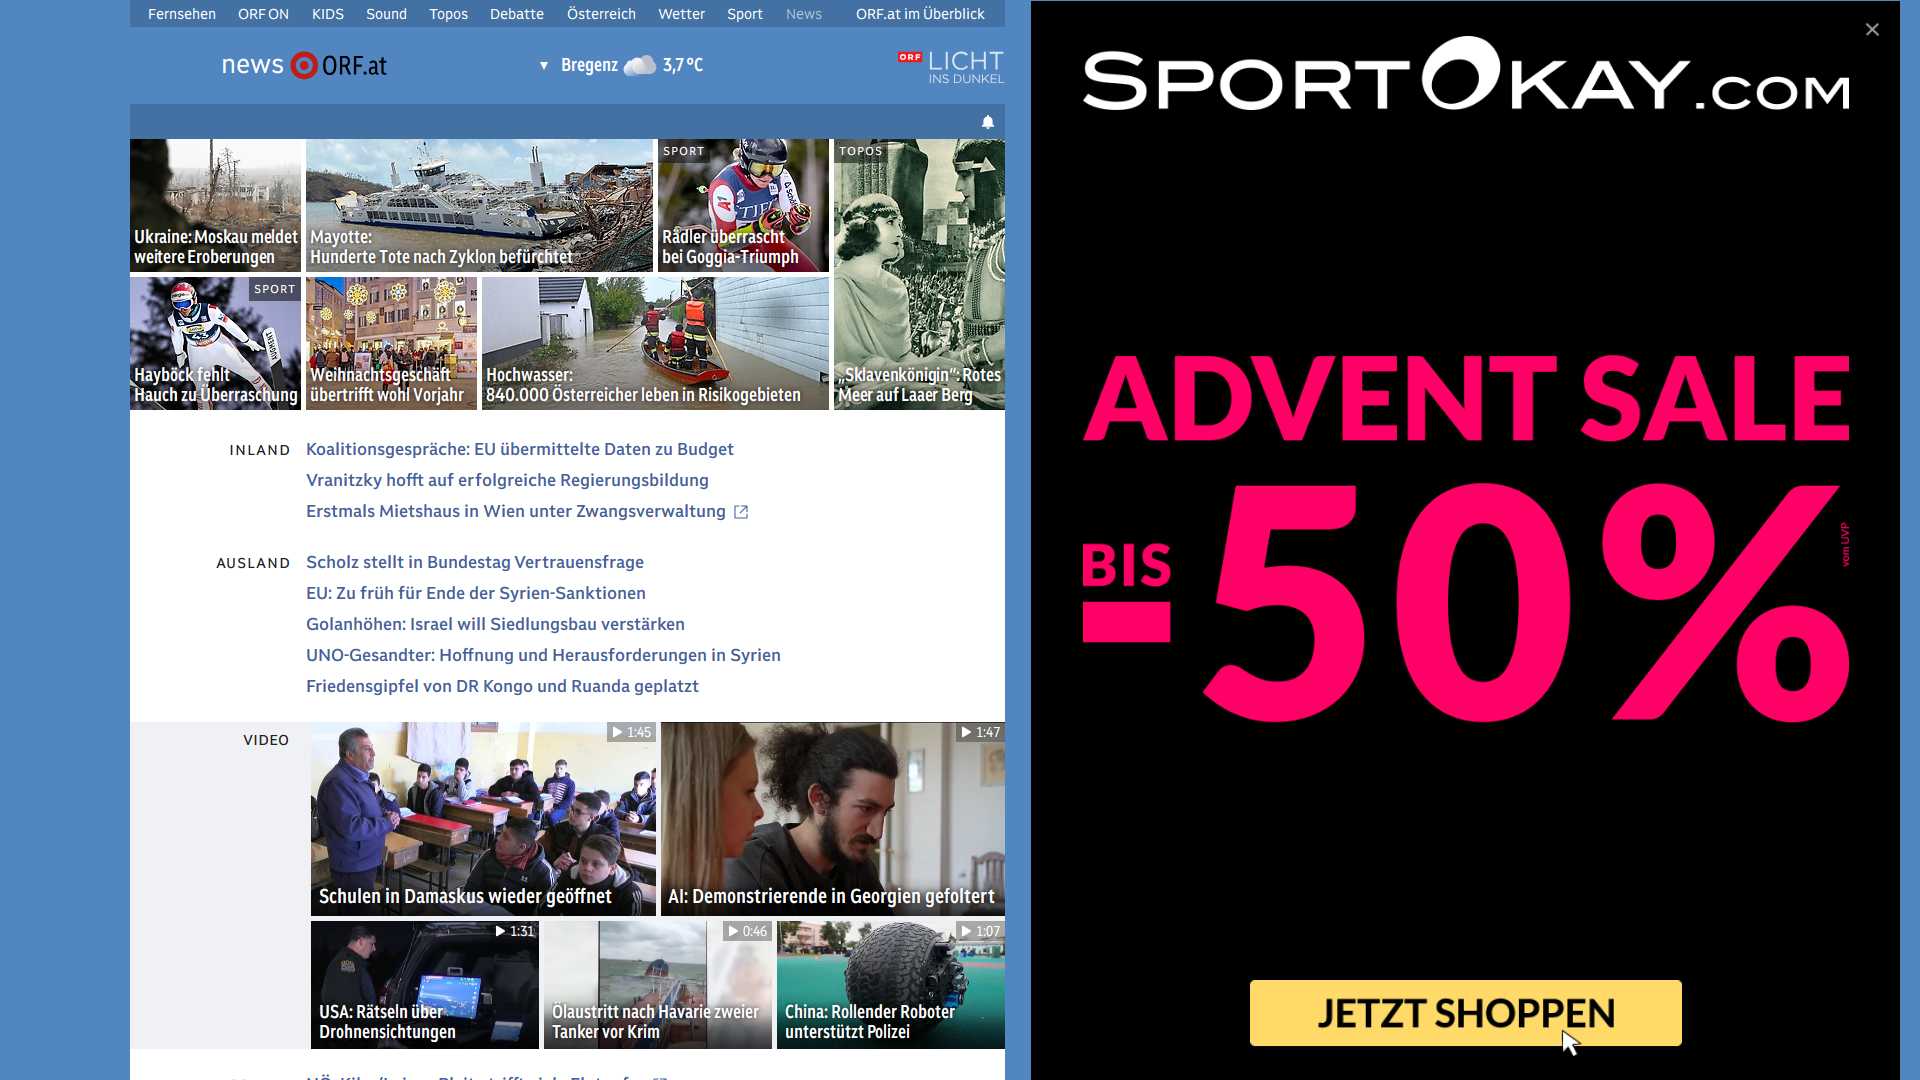 Fernsehen ORF ON KIDS Sound Topos Debatte Österreich Wetter Sport News ORF.at im Überblick
news ORF.at
Bregenz 3,7 °C
ORF LICHT
INS DUNKEL
Ukraine: Moskau meldet
weitere Eroberungen
Mayotte:
Hunderte Tote nach Zyklon befürchtet
SPORT
Rädler überrascht
bei Goggia-Triumph
TOPOS
„Sklavenkönigin“: Rotes
Meer auf Laaer Berg
SPORT
Hayböck fehlt
Hauch zu Überraschung
Weihnachtsgeschäft
übertrifft wohl Vorjahr
Hochwasser:
840.000 Österreicher leben in Risikogebieten
INLAND
Koalitionsgespräche: EU übermittelte Daten zu Budget
Vranitzky hofft auf erfolgreiche Regierungsbildung
Erstmals Mietshaus in Wien unter Zwangsverwaltung
AUSLAND
Scholz stellt in Bundestag Vertrauensfrage
EU: Zu früh für Ende der Syrien-Sanktionen
Golanhöhen: Israel will Siedlungsbau verstärken
UNO-Gesandter: Hoffnung und Herausforderungen in Syrien
Friedensgipfel von DR Kongo und Ruanda geplatzt
VIDEO
1:45
Schulen in Damaskus wieder geöffnet
1:47
AI: Demonstrierende in Georgien gefoltert
1:31
USA: Rätseln über
Drohnensichtungen
0:46
Ölaustritt nach Havarie zweier
Tanker vor Krim
1:07
China: Rollender Roboter
unterstützt Polizei
SPORTOKAY.COM
ADVENT SALE
BIS
-50%
vom UVP
JETZT SHOPPEN